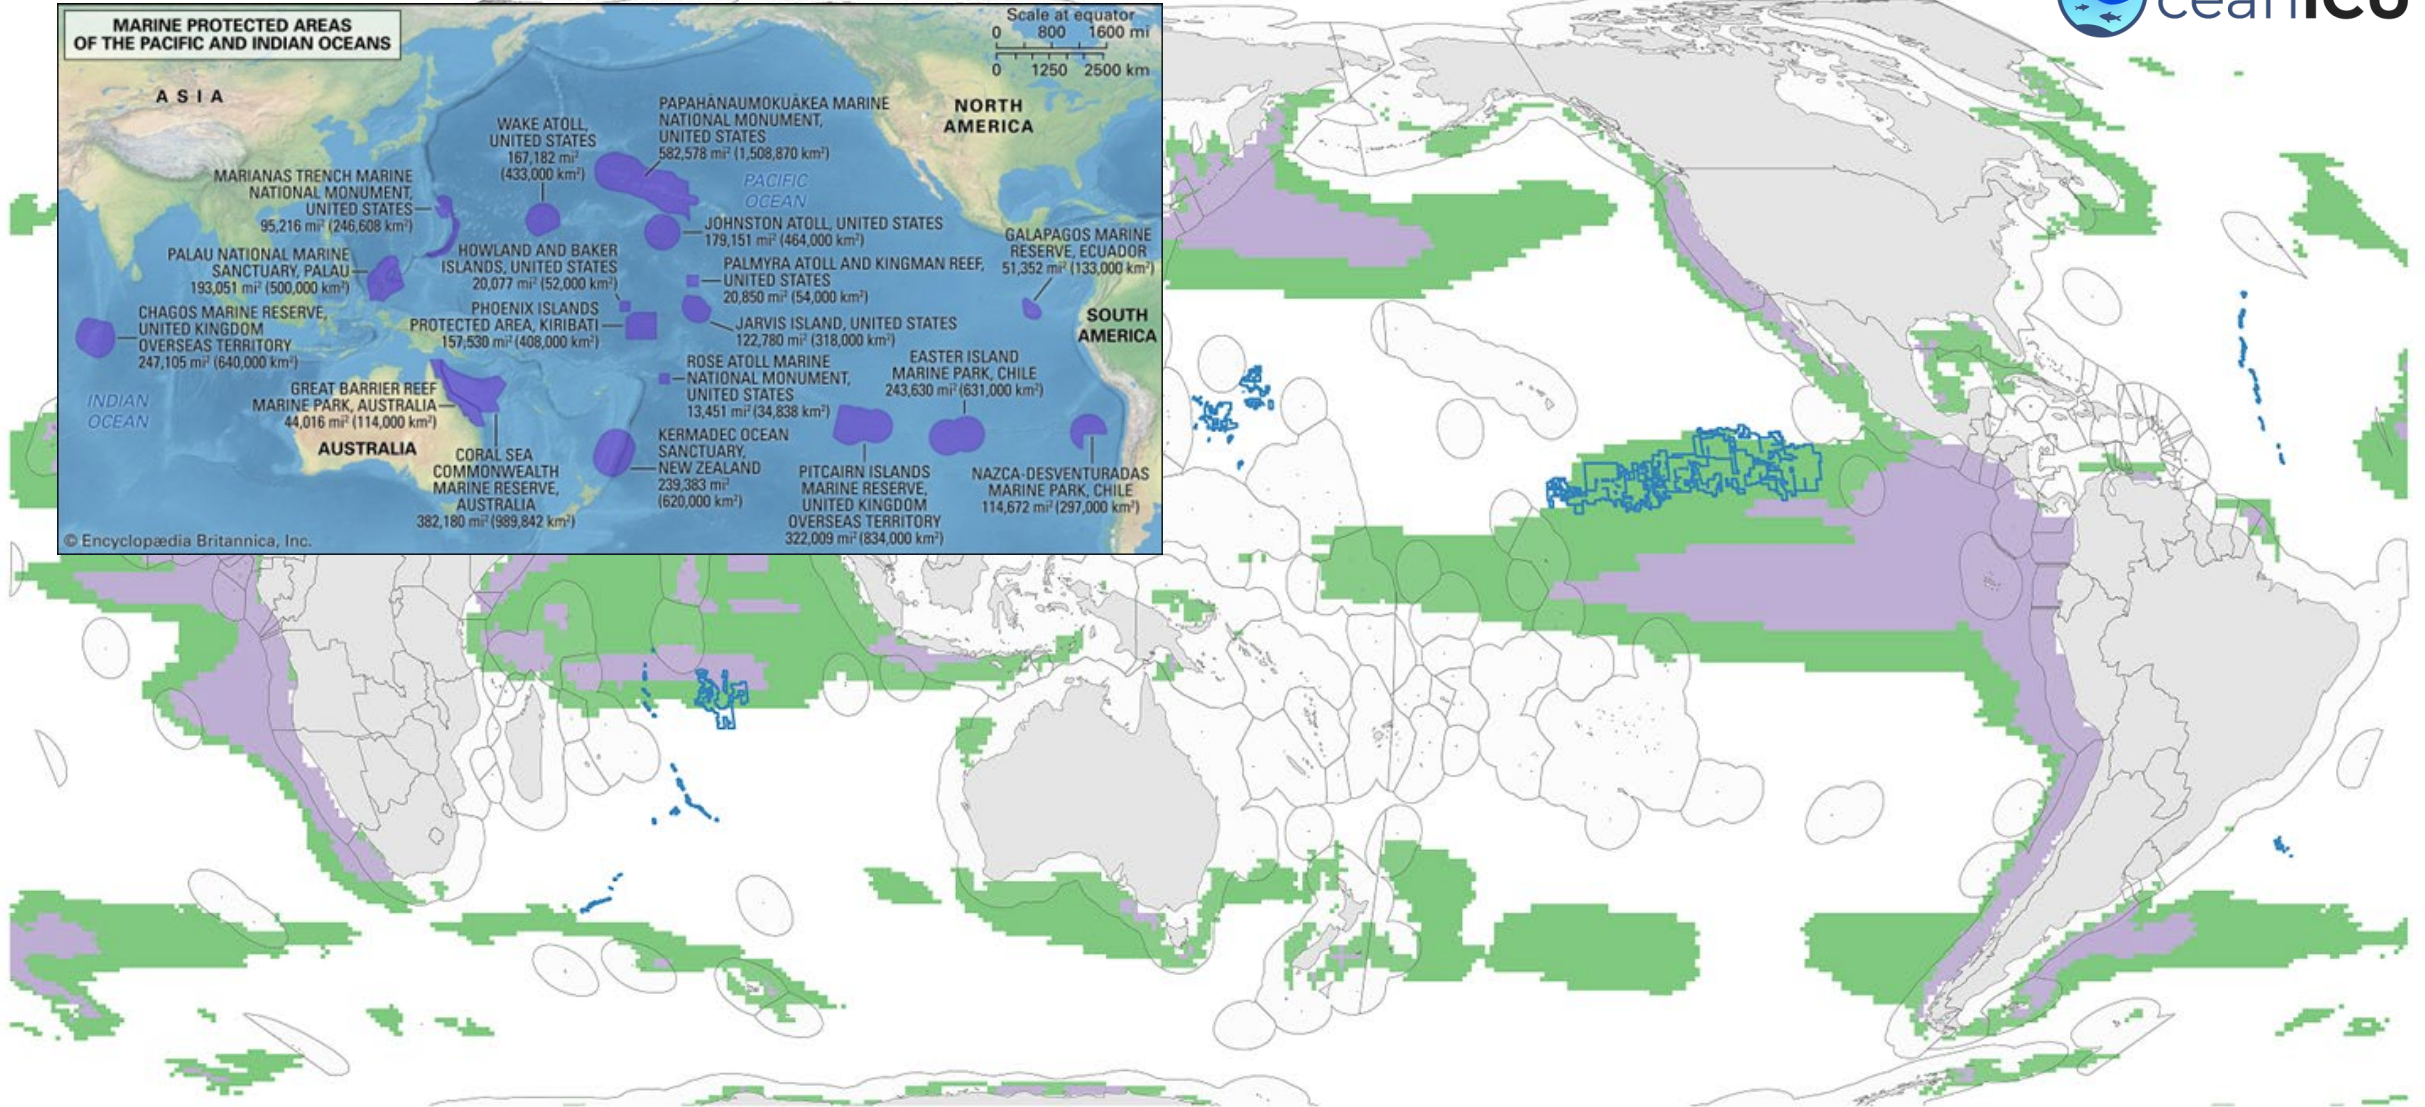 MARINE PROTECTED AREAS
OF THE PACIFIC AND INDIAN OCEANS
Scale at equator
0 800 1600 mi
0 1250 2500 km
ceanICU
ASIA
NORTH
AMERICA
PAPAHĀNAUMOKUĀKEA MARINE
NATIONAL MONUMENT,
UNITED STATES
582,578 mi² (1,508,870 km²)
WAKE ATOLL,
UNITED STATES
167,182 mi²
(433,000 km²)
MARIANAS TRENCH MARINE
NATIONAL MONUMENT,
UNITED STATES
95,216 mi² (246,608 km²)
PACIFIC
OCEAN
JOHNSTON ATOLL, UNITED STATES
179,151 mi² (464,000 km²)
GALAPAGOS MARINE
RESERVE, ECUADOR
51,352 mi² (133,000 km²)
PALAU NATIONAL MARINE
SANCTUARY, PALAU
193,051 mi² (500,000 km²)
HOWLAND AND BAKER
ISLANDS, UNITED STATES
20,077 mi² (52,000 km²)
PALMYRA ATOLL AND KINGMAN REEF,
UNITED STATES
20,850 mi² (54,000 km²)
CHAGOS MARINE RESERVE,
UNITED KINGDOM
OVERSEAS TERRITORY
247,105 mi² (640,000 km²)
PHOENIX ISLANDS
PROTECTED AREA, KIRIBATI
157,530 mi² (408,000 km²)
JARVIS ISLAND, UNITED STATES
122,780 mi² (318,000 km²)
SOUTH
AMERICA
ROSE ATOLL MARINE
NATIONAL MONUMENT,
UNITED STATES
13,451 mi² (34,838 km²)
EASTER ISLAND
MARINE PARK, CHILE
243,630 mi² (631,000 km²)
INDIAN
OCEAN
GREAT BARRIER REEF
MARINE PARK, AUSTRALIA
44,016 mi² (114,000 km²)
AUSTRALIA
CORAL SEA
COMMONWEALTH
MARINE RESERVE,
AUSTRALIA
382,180 mi² (989,842 km²)
KERMADEC OCEAN
SANCTUARY,
NEW ZEALAND
239,383 mi²
(620,000 km²)
PITCAIRN ISLANDS
MARINE RESERVE,
UNITED KINGDOM
OVERSEAS TERRITORY
322,009 mi² (834,000 km²)
NAZCA-DESVENTURADAS
MARINE PARK, CHILE
114,672 mi² (297,000 km²)
© Encyclopædia Britannica, Inc.